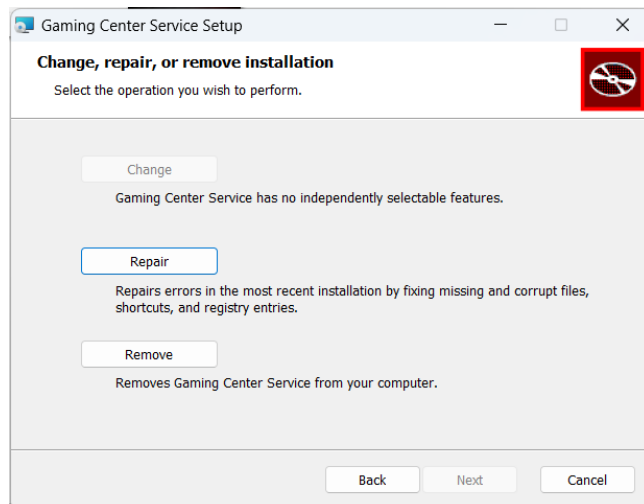 Gaming Center Service Setup
Change, repair, or remove installation
Select the operation you wish to perform.
Change
Gaming Center Service has no independently selectable features.
Repair
Repairs errors in the most recent installation by fixing missing and corrupt files,
shortcuts, and registry entries.
Remove
Removes Gaming Center Service from your computer.
Back
Next
Cancel